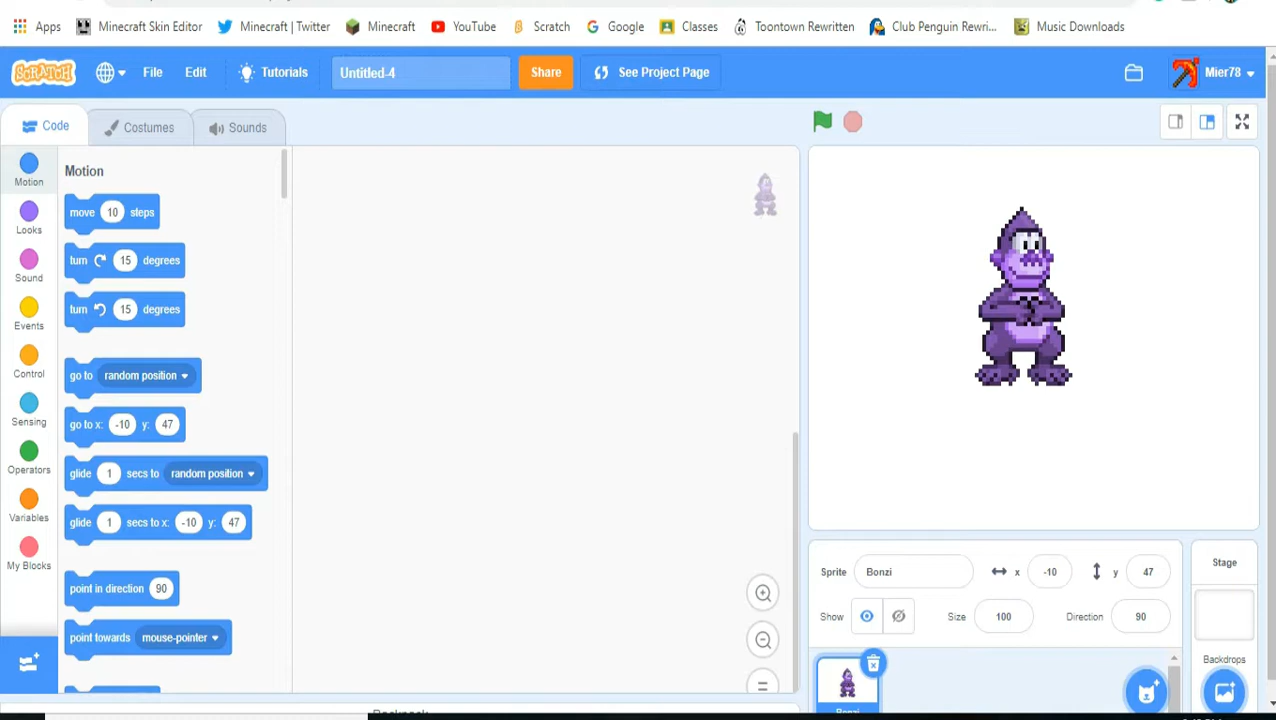 Apps Minecraft Skin Editor Minecraft | Twitter Minecraft YouTube Scratch Google Classes Toontown Rewritten Club Penguin Rewri... Music Downloads
SCRATCH File Edit Tutorials Untitled-4 Share See Project Page Mier78
Code Costumes Sounds
Motion
Looks
Sound
Events
Control
Sensing
Operators
Variables
My Blocks
Motion
move 10 steps
turn 15 degrees
turn 15 degrees
go to random position
go to x: -10 y: 47
glide 1 secs to random position
glide 1 secs to x: -10 y: 47
point in direction 90
point towards mouse-pointer
Sprite Bonzi x -10 y 47
Show Size 100 Direction 90
Bonzi
Stage
Backdrops
Backpack